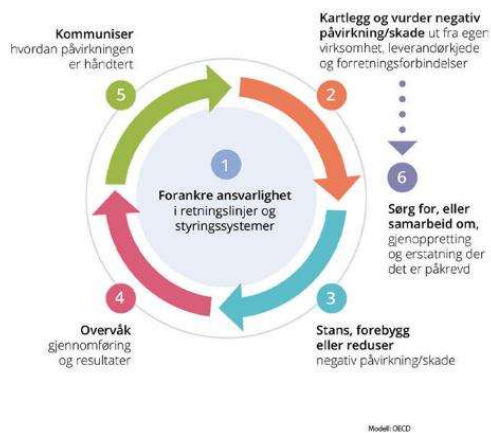 Kommuniser
hvordan påvirkningen
er håndtert
5
Kartlegg og vurder negativ
påvirkning/skade ut fra egen
virksomhet, leverandørkjede
og forretningsforbindelser
2
1
Forankre ansvarlighet
i retningslinjer og
styringssystemer
6
Sørg for, eller
samarbeid om,
gjenoppretting
og erstatning der
det er påkrevd
4
Overvåk
gjennomføring
og resultater
3
Stans, forebygg
eller reduser
negativ påvirkning/skade
Modell: OECD